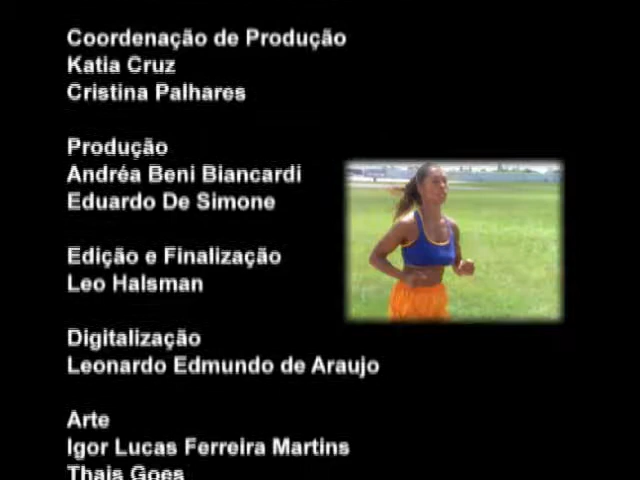 Coordenação de Produção
Katia Cruz
Cristina Palhares
Produção
Andréa Beni Biancardi
Eduardo De Simone
Edição e Finalização
Leo Halsman
Digitalização
Leonardo Edmundo de Araujo
Arte
Igor Lucas Ferreira Martins
Thais Goes